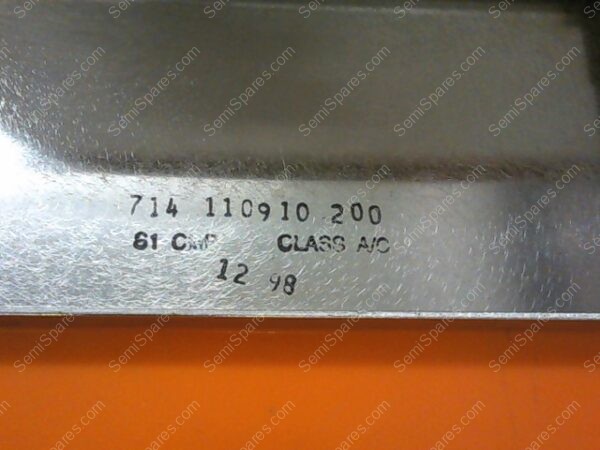 714 110910 200
61 CMP CLASS A/C
12 98
SemiSpares.com